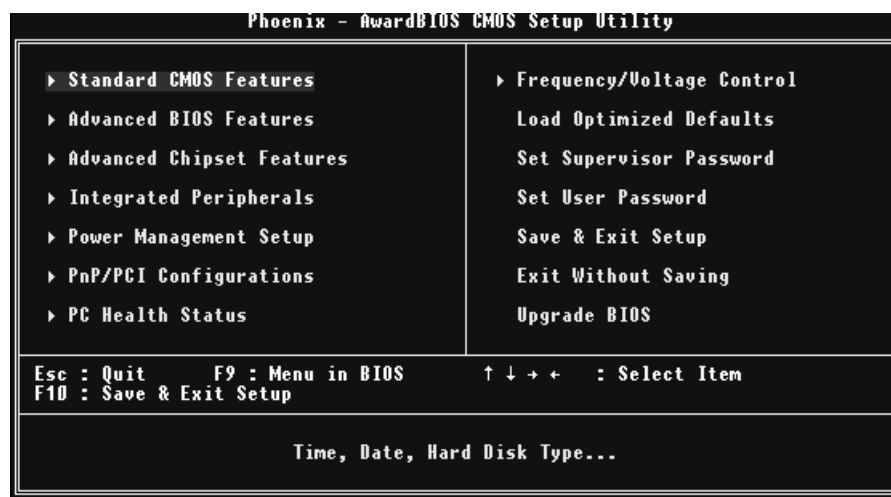 Phoenix - AwardBIOS CMOS Setup Utility
▸ Standard CMOS Features
▸ Advanced BIOS Features
▸ Advanced Chipset Features
▸ Integrated Peripherals
▸ Power Management Setup
▸ PnP/PCI Configurations
▸ PC Health Status
▸ Frequency/Voltage Control
Load Optimized Defaults
Set Supervisor Password
Set User Password
Save & Exit Setup
Exit Without Saving
Upgrade BIOS
Esc : Quit F9 : Menu in BIOS ↑ ↓ → ← : Select Item
F10 : Save & Exit Setup
Time, Date, Hard Disk Type...